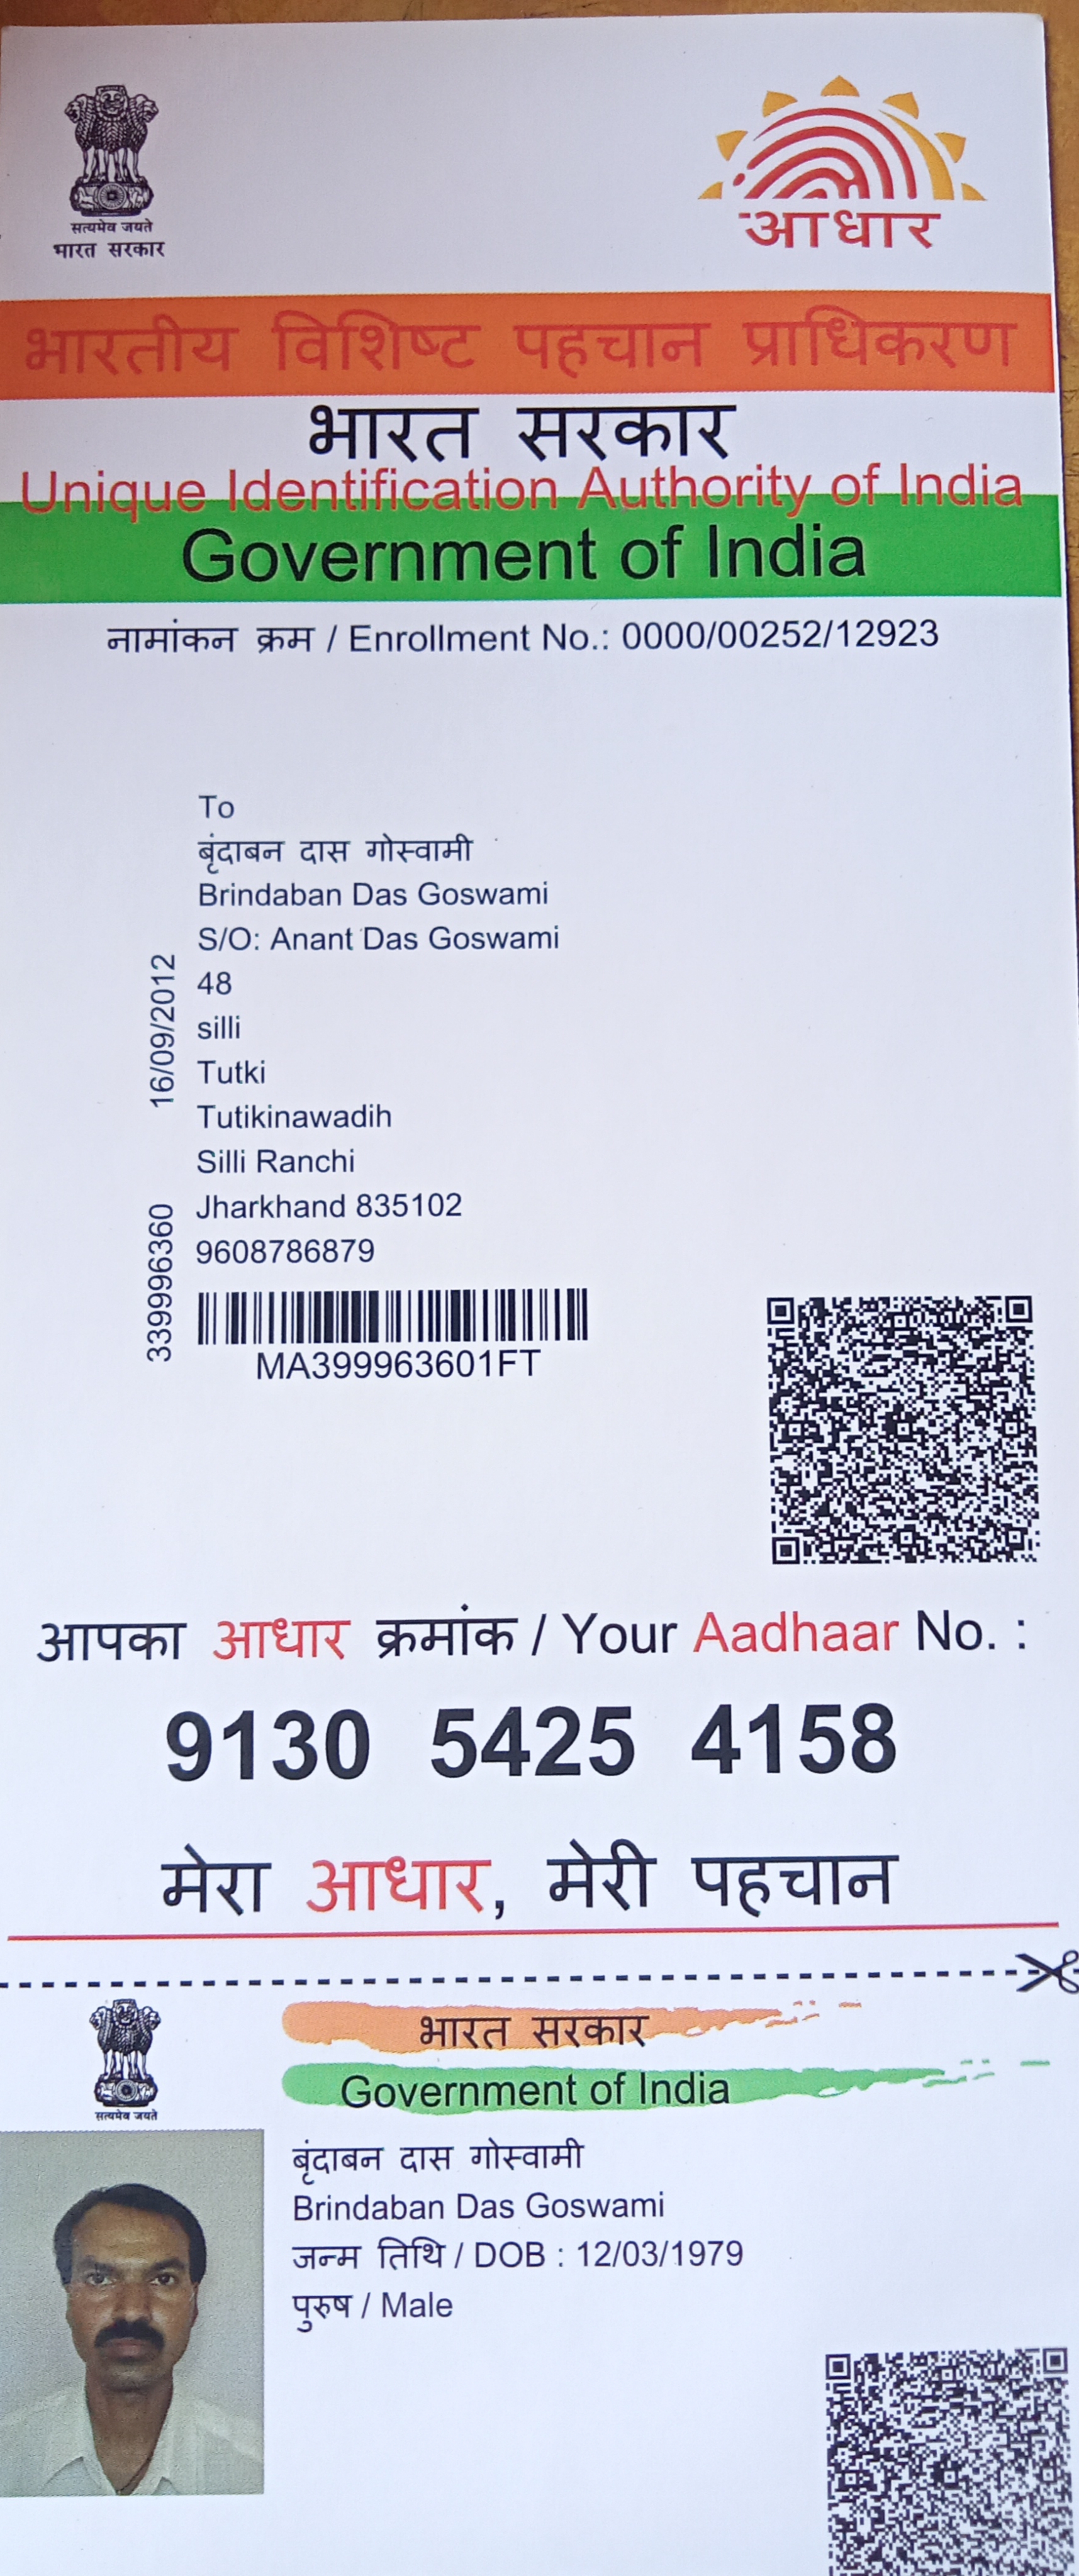 सत्यमेव जयते
भारत सरकार
आधार
भारतीय विशिष्ट पहचान प्राधिकरण
भारत सरकार
Unique Identification Authority of India
Government of India
नामांकन क्रम / Enrollment No.: 0000/00252/12923
To
बृंदाबन दास गोस्वामी
Brindaban Das Goswami
S/O: Anant Das Goswami
48
silli
Tutki
Tutikinawadih
Silli Ranchi
Jharkhand 835102
9608786879
16/09/2012
339996360
MA399963601FT
आपका आधार क्रमांक / Your Aadhaar No. :
9130 5425 4158
मेरा आधार, मेरी पहचान
सत्यमेव जयते
भारत सरकार
Government of India
बृंदाबन दास गोस्वामी
Brindaban Das Goswami
जन्म तिथि / DOB : 12/03/1979
पुरुष / Male